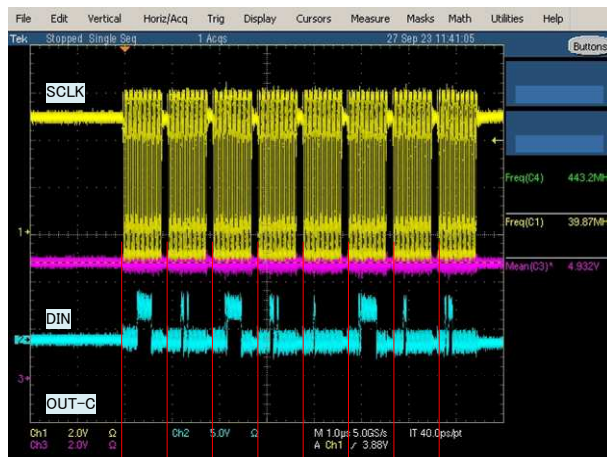 File Edit Vertical Horiz/Acq Trig Display Cursors Measure Masks Math Utilities Help
Tek Stopped Single Seq 1 Acqs 27 Sep 23 11:41:05
Buttons
SCLK
Freq(C4) 443.2MH
Freq(C1) 39.87MH
1
Mean(C3)* 4.932V
DIN
3
OUT-C
Ch1 2.0V Ω Ch2 5.0V Ω M 1.0µs 5.0GS/s IT 40.0ps/pt
Ch3 2.0V Ω A Ch1 ∕ 3.88V